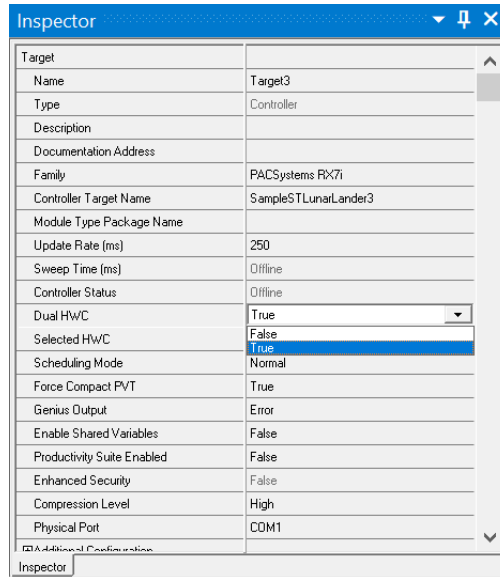 Inspector
Target
Name Target3
Type Controller
Description
Documentation Address
Family PACSystems RX7i
Controller Target Name SampleSTLunarLander3
Module Type Package Name
Update Rate (ms) 250
Sweep Time (ms) Offline
Controller Status Offline
Dual HWC True
Selected HWC False
True
Scheduling Mode Normal
Force Compact PVT True
Genius Output Error
Enable Shared Variables False
Productivity Suite Enabled False
Enhanced Security False
Compression Level High
Physical Port COM1
Additional Configuration
Inspector